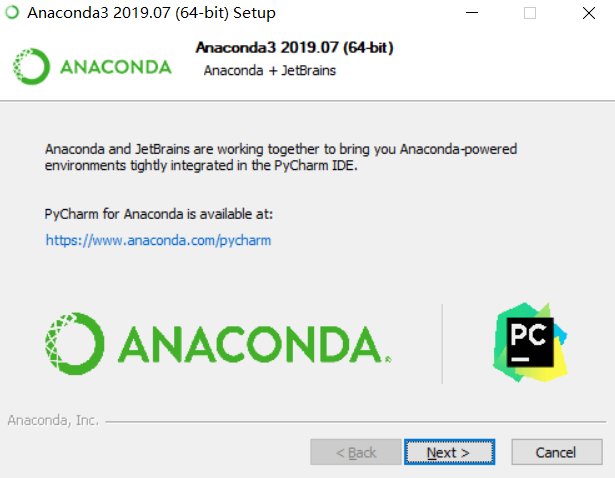 Anaconda3 2019.07 (64-bit) Setup
ANACONDA
Anaconda3 2019.07 (64-bit)
Anaconda + JetBrains
Anaconda and JetBrains are working together to bring you Anaconda-powered
environments tightly integrated in the PyCharm IDE.
PyCharm for Anaconda is available at:
https://www.anaconda.com/pycharm
ANACONDA®
PC
Anaconda, Inc.
< Back
Next >
Cancel